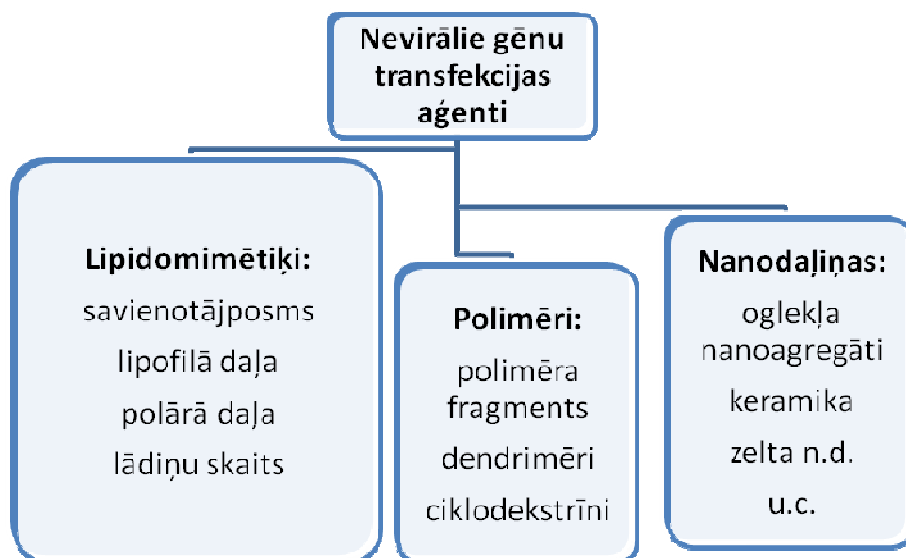 Nevirālie gēnu
transfekcijas
aģenti
Lipidomimētiķi:
savienotājposms
lipofilā daļa
polārā daļa
lādiņu skaits
Polimēri:
polimēra
fragments
dendrimēri
ciklodekstrīni
Nanodaļiņas:
oglekļa
nanoagregāti
keramika
zelta n.d.
u.c.